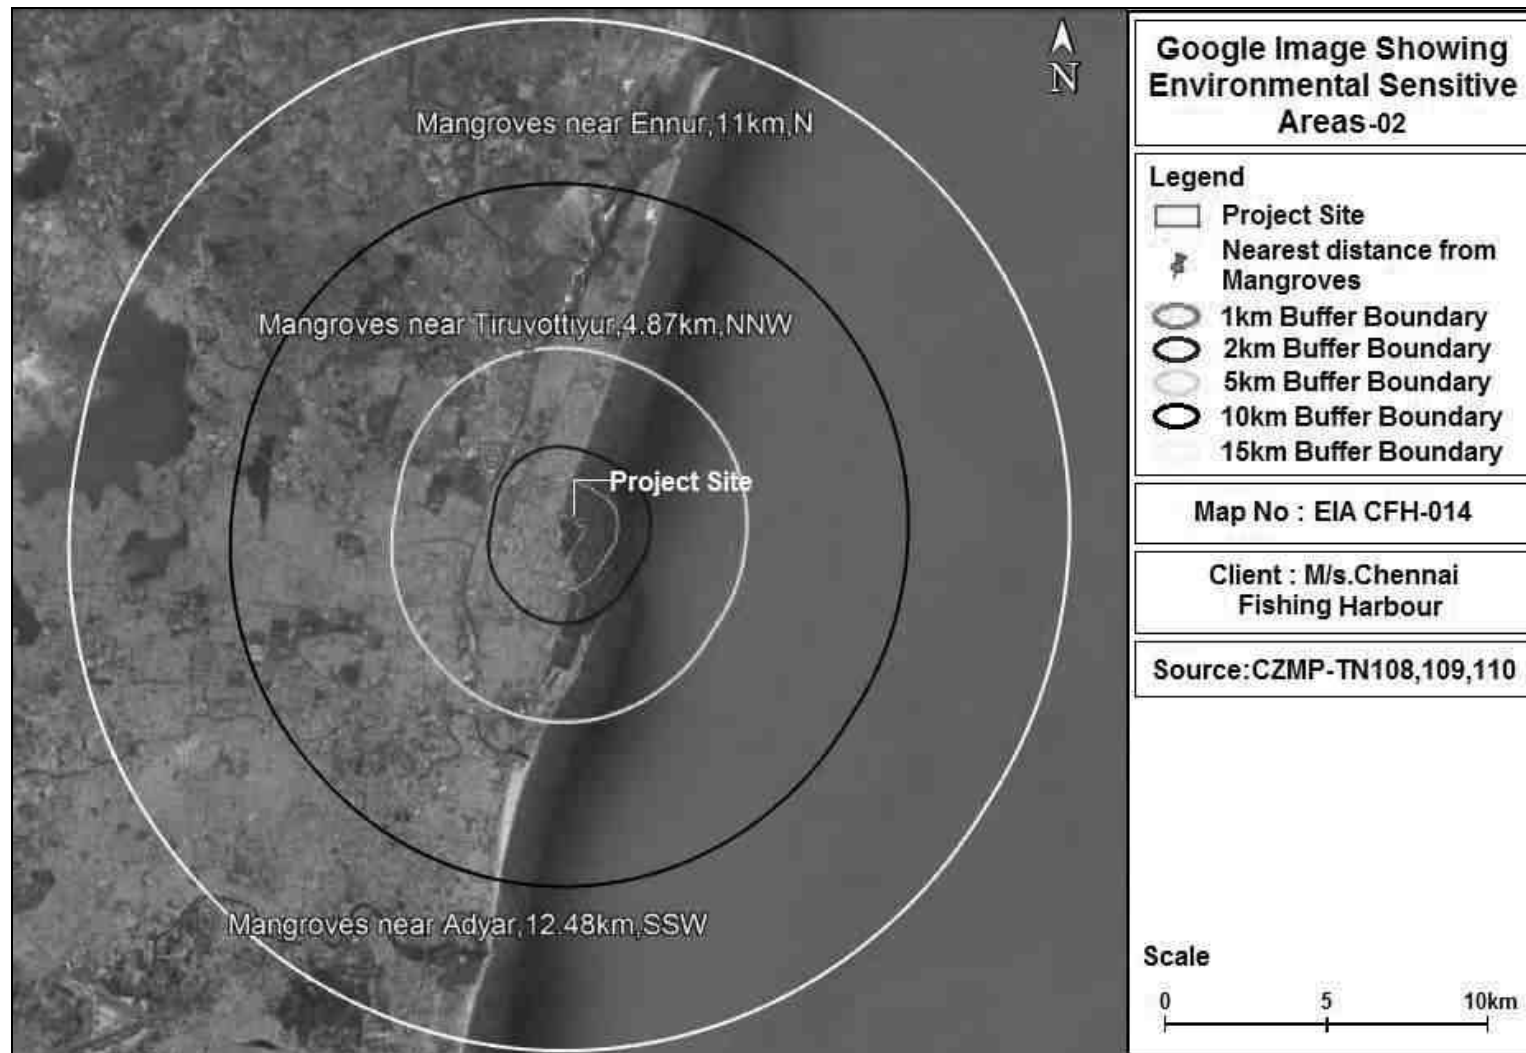 N
Mangroves near Ennur,11km,N
Mangroves near Tiruvottiyur,4.87km,NNW
Project Site
Mangroves near Adyar,12.48km,SSW
Google Image Showing
Environmental Sensitive
Areas-02
Legend
Project Site
Nearest distance from
Mangroves
1km Buffer Boundary
2km Buffer Boundary
5km Buffer Boundary
10km Buffer Boundary
15km Buffer Boundary
Map No : EIA CFH-014
Client : M/s.Chennai
Fishing Harbour
Source:CZMP-TN108,109,110
Scale
0 5 10km